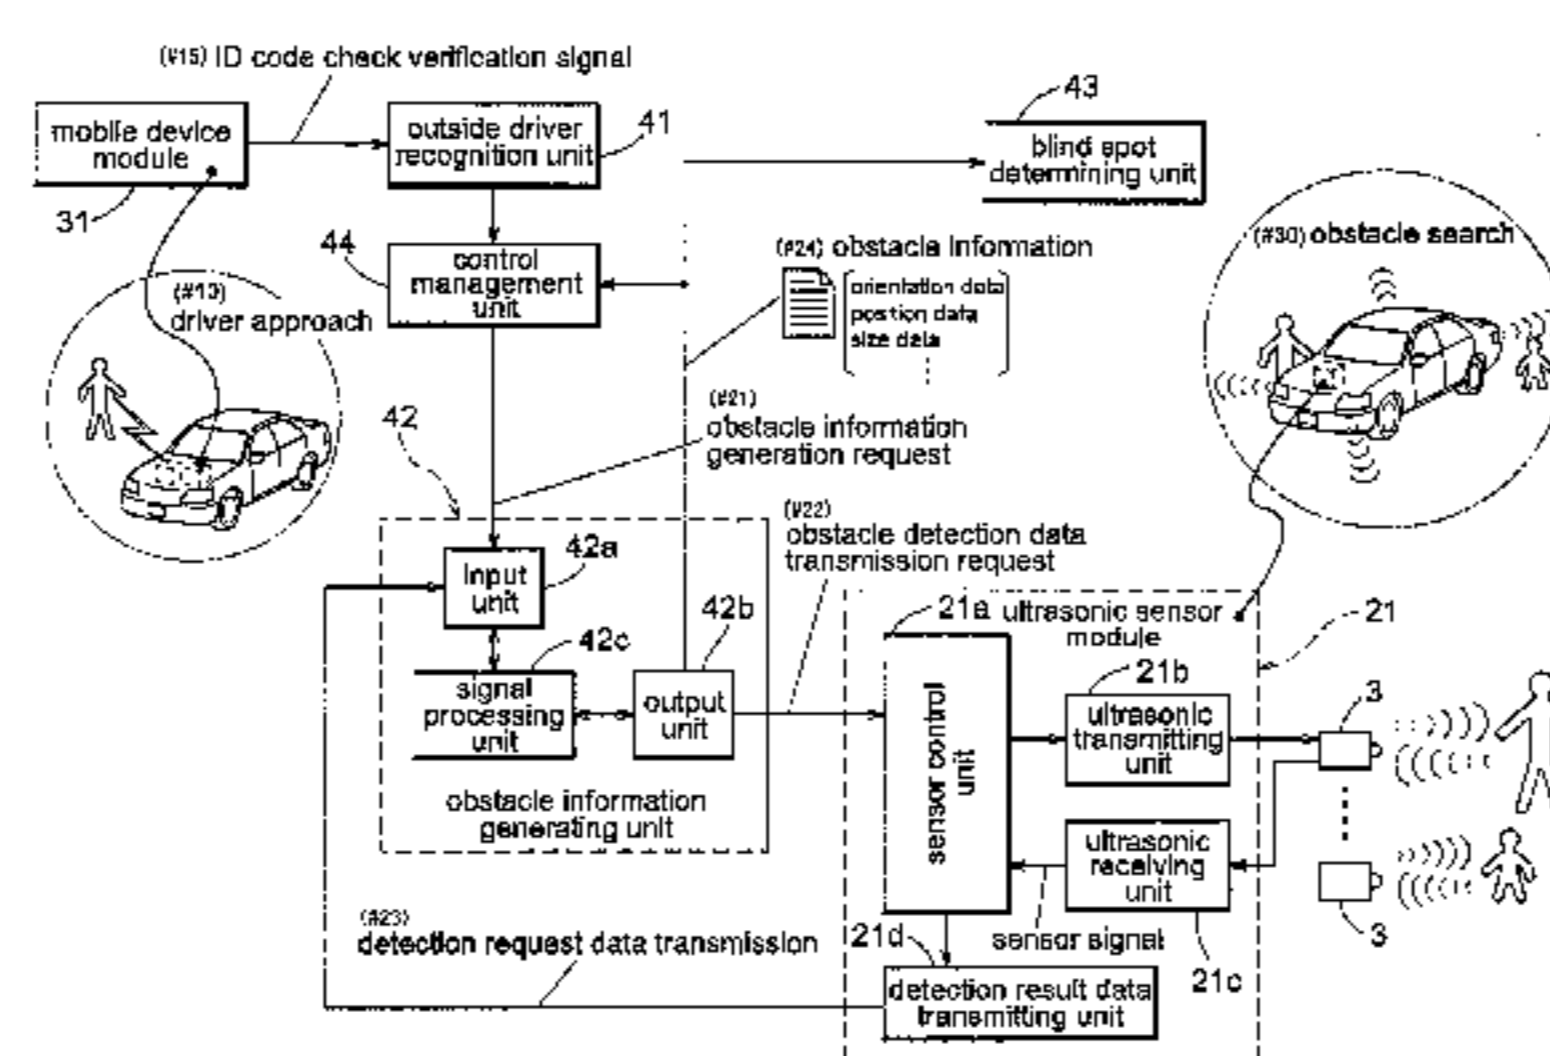 (#15) ID code check verification signal
mobile device
module
31
outside driver
recognition unit
41
43
blind spot
determining unit
44
control
management
unit
(#24) obstacle information
orientation data
postion data
size data
(#30) obstacle search
driver approach
(#21)
obstacle information
generation request
42
(#22)
obstacle detection data
transmission request
input
unit
42a
42b
42c
signal
processing
unit
output
unit
obstacle information
generating unit
21a
ultrasonic sensor
module
21
sensor control
unit
21b
ultrasonic
transmitting
unit
3
ultrasonic
receiving
unit
3
sensor signal
21c
(#23)
detection request data transmission
21d
detection result data
transmitting unit